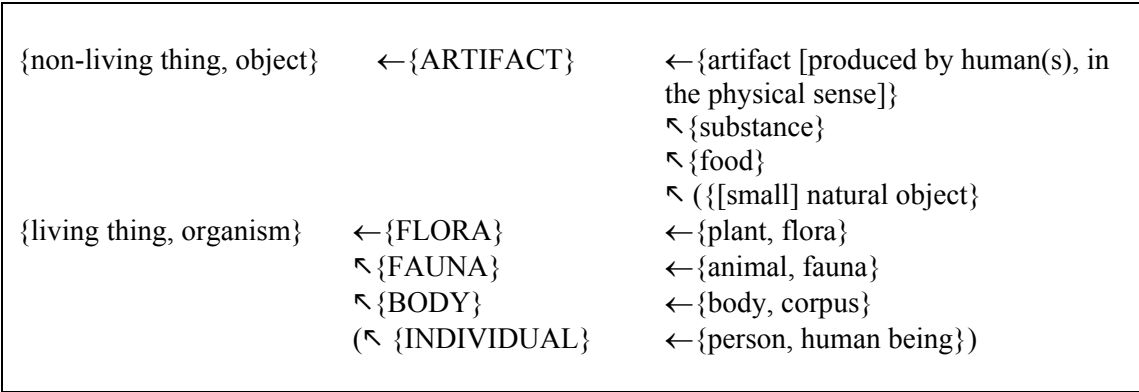 {non-living thing, object} ←{ARTIFACT} ←{artifact [produced by human(s), in
the physical sense]}
↖{substance}
↖{food}
↖({[small] natural object}
{living thing, organism} ←{FLORA} ←{plant, flora}
↖{FAUNA} ←{animal, fauna}
↖{BODY} ←{body, corpus}
(↖ {INDIVIDUAL} ←{person, human being})